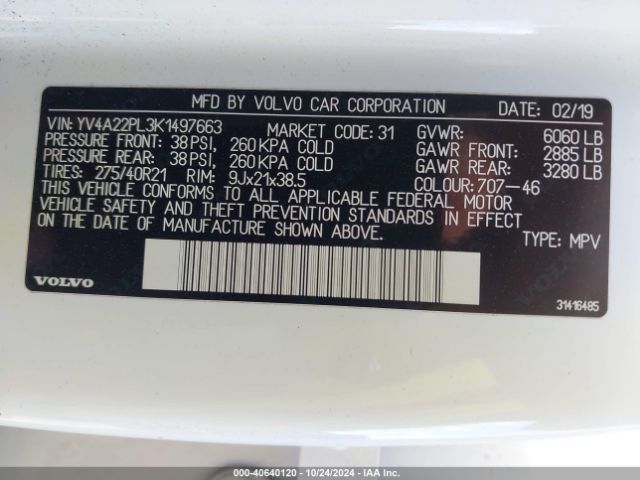 MFD BY VOLVO CAR CORPORATION DATE: 02/19
VIN: YV4A22PL3K1497663 MARKET CODE: 31 GVWR: 6060 LB
PRESSURE FRONT: 38 PSI, 260 KPA COLD GAWR FRONT: 2885 LB
PRESSURE REAR: 38 PSI, 260 KPA COLD GAWR REAR: 3280 LB
TIRES: 275/40R21 RIM: 9Jx21x38.5 COLOUR: 707-46
THIS VEHICLE CONFORMS TO ALL APPLICABLE FEDERAL MOTOR
VEHICLE SAFETY AND THEFT PREVENTION STANDARDS IN EFFECT
ON THE DATE OF MANUFACTURE SHOWN ABOVE.
TYPE: MPV
VOLVO
31416485
STOCK#: 40640120 - 10/24/2024 - IAAI.COM